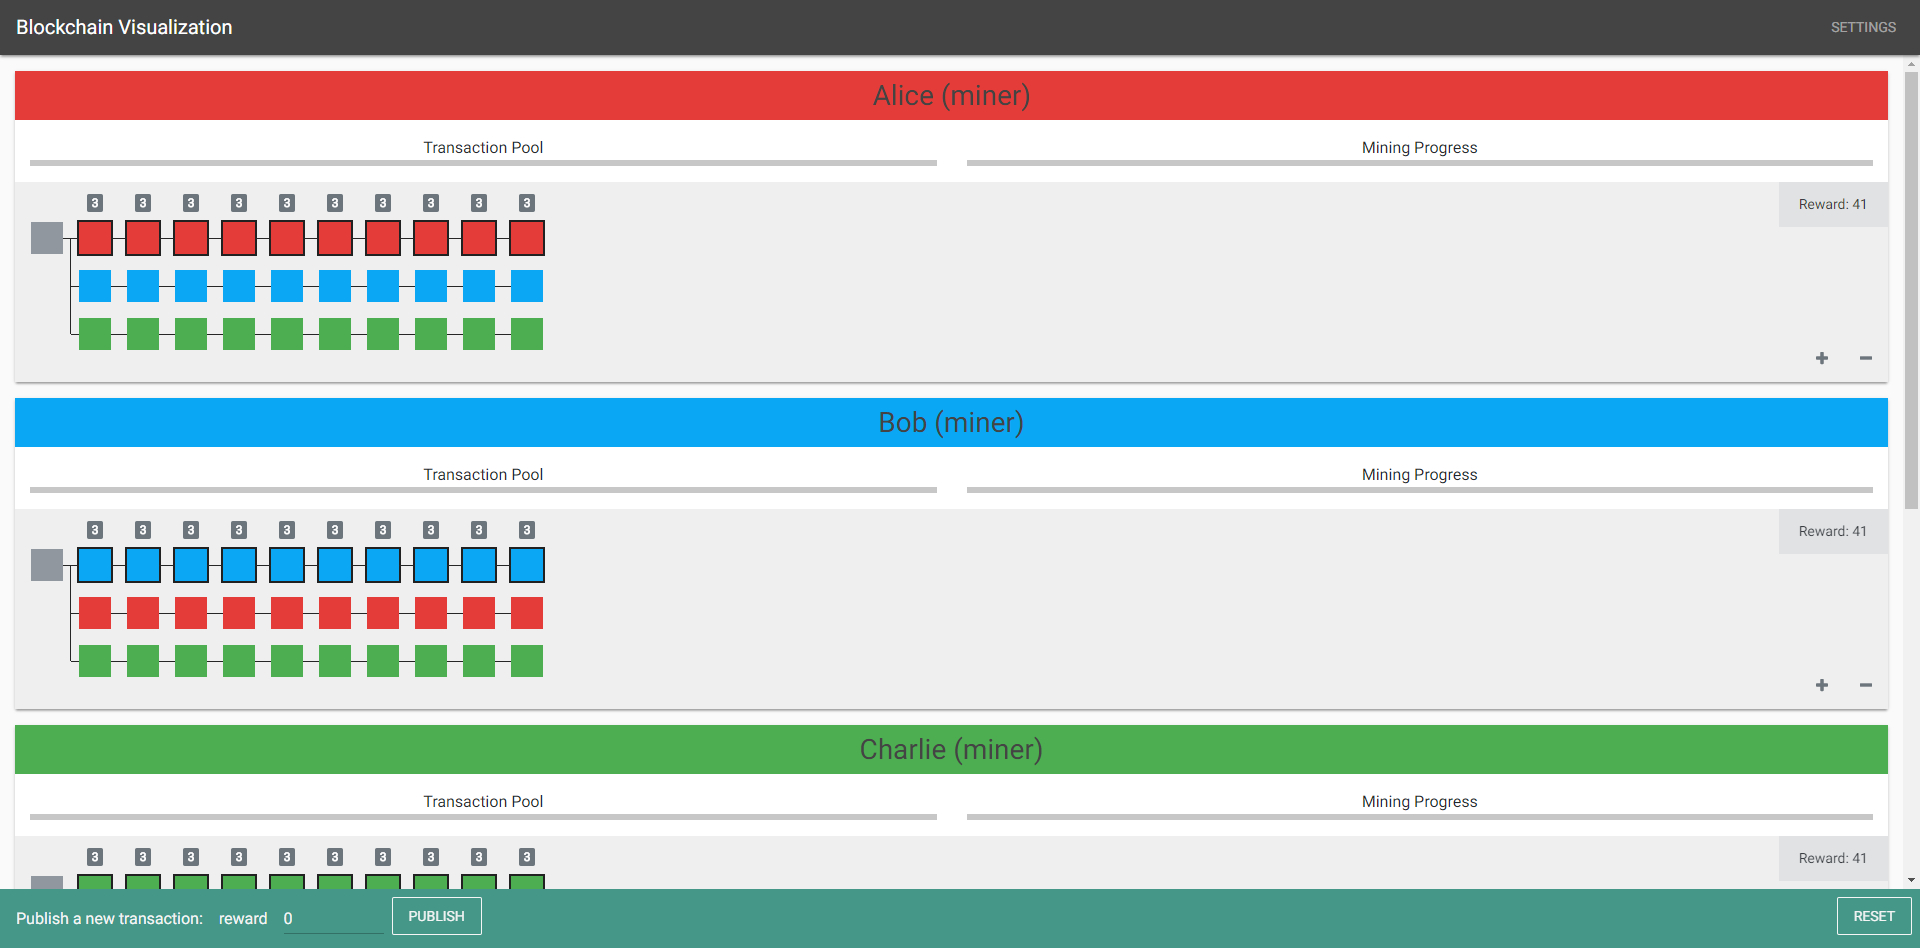 Blockchain Visualization SETTINGS
Alice (miner)
Transaction Pool Mining Progress
3 3 3 3 3 3 3 3 3 3
Reward: 41
+ −
Bob (miner)
Transaction Pool Mining Progress
3 3 3 3 3 3 3 3 3 3
Reward: 41
+ −
Charlie (miner)
Transaction Pool Mining Progress
3 3 3 3 3 3 3 3 3 3
Reward: 41
Publish a new transaction: reward 0 PUBLISH RESET